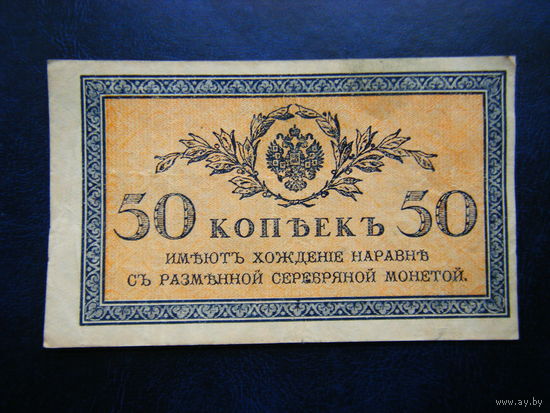 50 КОПѢЕКЪ 50
ИМѢЮТЪ ХОЖДЕНІЕ НАРАВНѢ
СЪ РАЗМѢННОЙ СЕРЕБРЯНОЙ МОНЕТОЙ.
www.ay.by